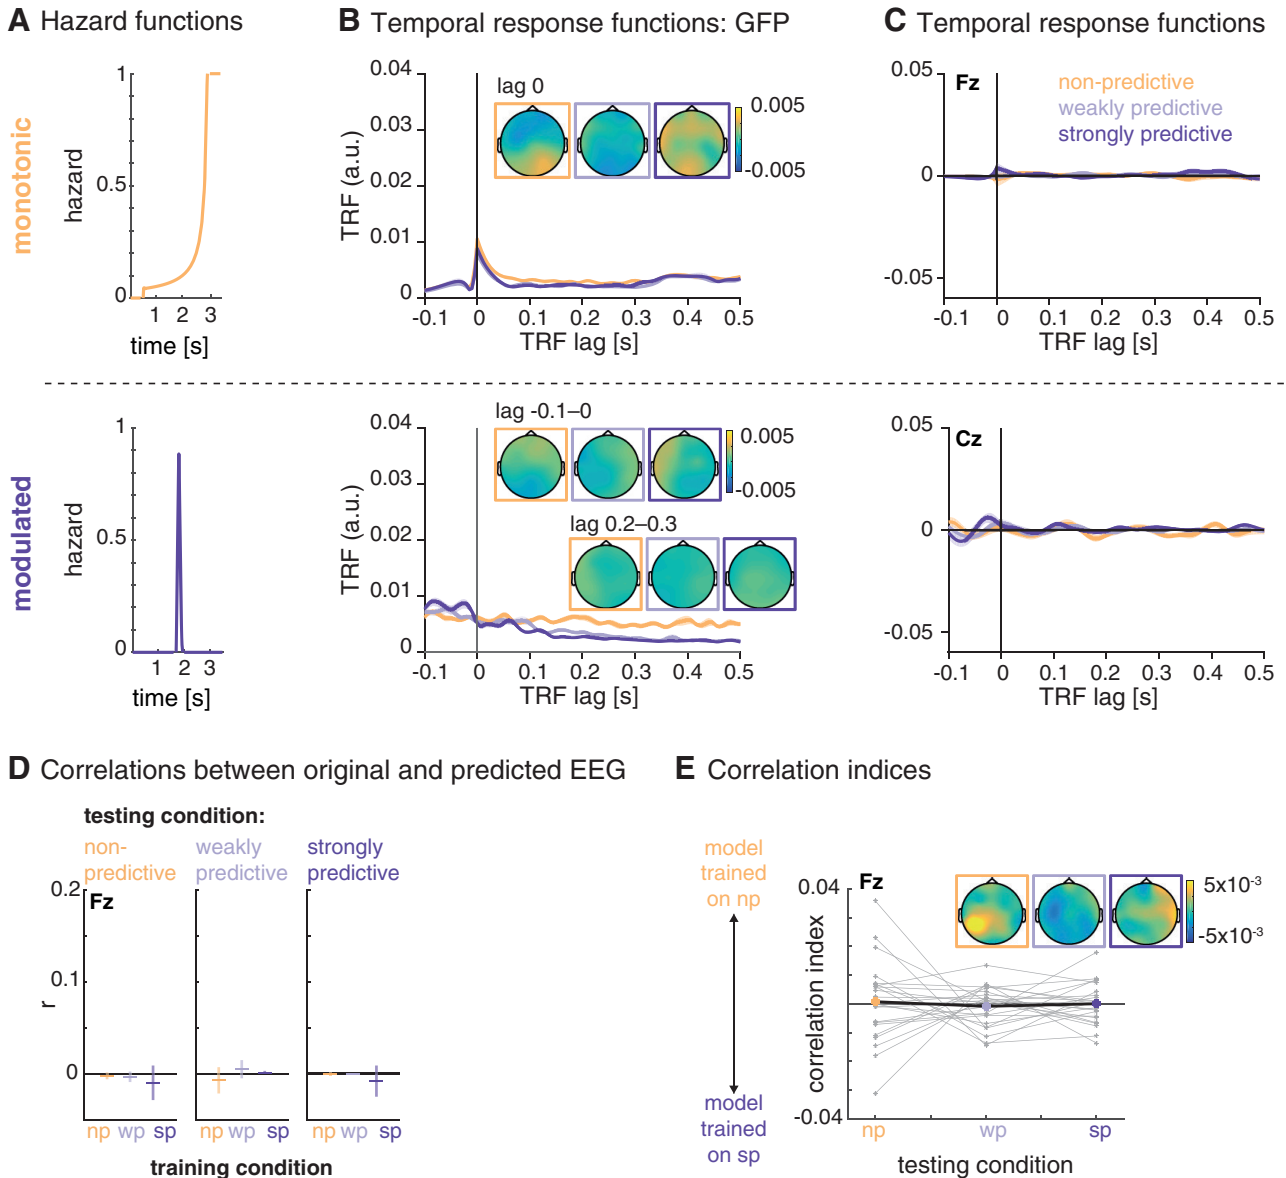 A Hazard functions
B Temporal response functions: GFP
C Temporal response functions
monotonic
hazard
1
0.5
0
1 2 3
time [s]
TRF (a.u.)
0.04
0.03
0.02
0.01
0
lag 0
0.005
-0.005
-0.1 0 0.1 0.2 0.3 0.4 0.5
TRF lag [s]
0.05
0
-0.05
Fz
non-predictive
weakly predictive
strongly predictive
-0.1 0 0.1 0.2 0.3 0.4 0.5
TRF lag [s]
modulated
hazard
1
0.5
0
1 2 3
time [s]
TRF (a.u.)
0.04
0.03
0.02
0.01
0
lag -0.1–0
0.005
-0.005
lag 0.2–0.3
-0.1 0 0.1 0.2 0.3 0.4 0.5
TRF lag [s]
0.05
0
-0.05
Cz
-0.1 0 0.1 0.2 0.3 0.4 0.5
TRF lag [s]
D Correlations between original and predicted EEG
testing condition:
non-
predictive
weakly
predictive
strongly
predictive
r
0.2
0.1
0
Fz
np wp sp
np wp sp
np wp sp
training condition
E Correlation indices
model
trained
on np
model
trained
on sp
correlation index
0.04
-0.04
Fz
5x10⁻³
-5x10⁻³
np wp sp
testing condition